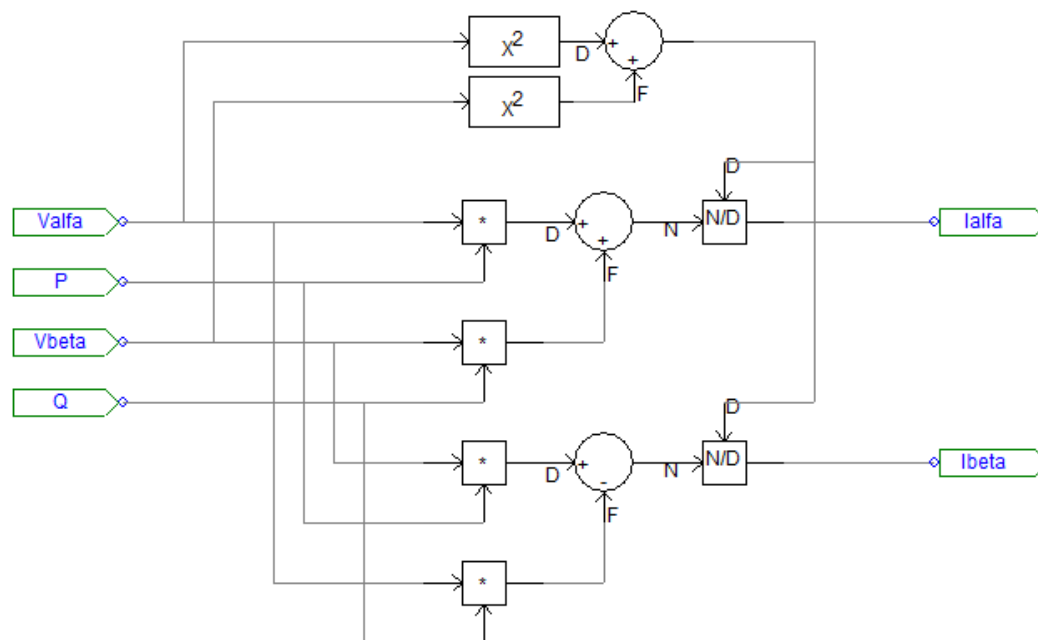 X²
D
+
+
F
X²
D
Valfa
*
D
+
+
N
N/D
Ialfa
P
F
Vbeta
*
Q
D
*
D
+
-
N
N/D
Ibeta
F
*